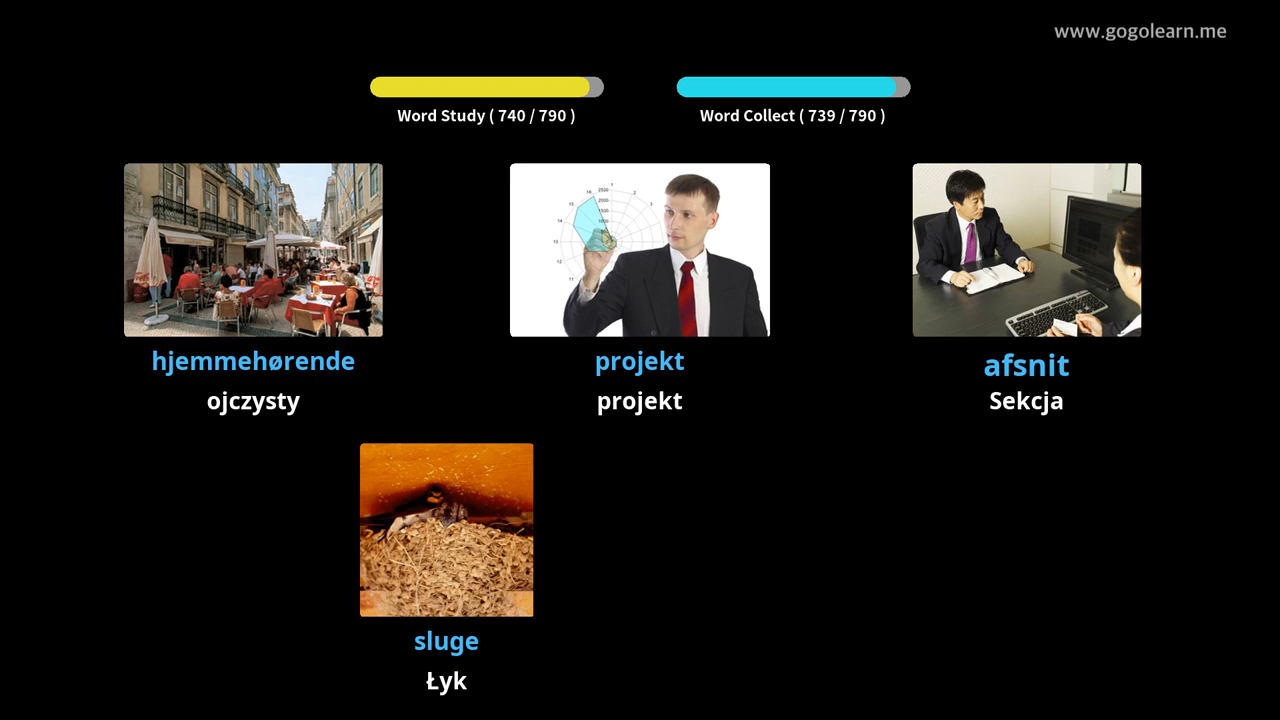 www.gogolearn.me
Word Study ( 740 / 790 )
Word Collect ( 739 / 790 )
hjemmehørende
projekt
afsnit
ojczysty
projekt
Sekcja
sluge
Łyk